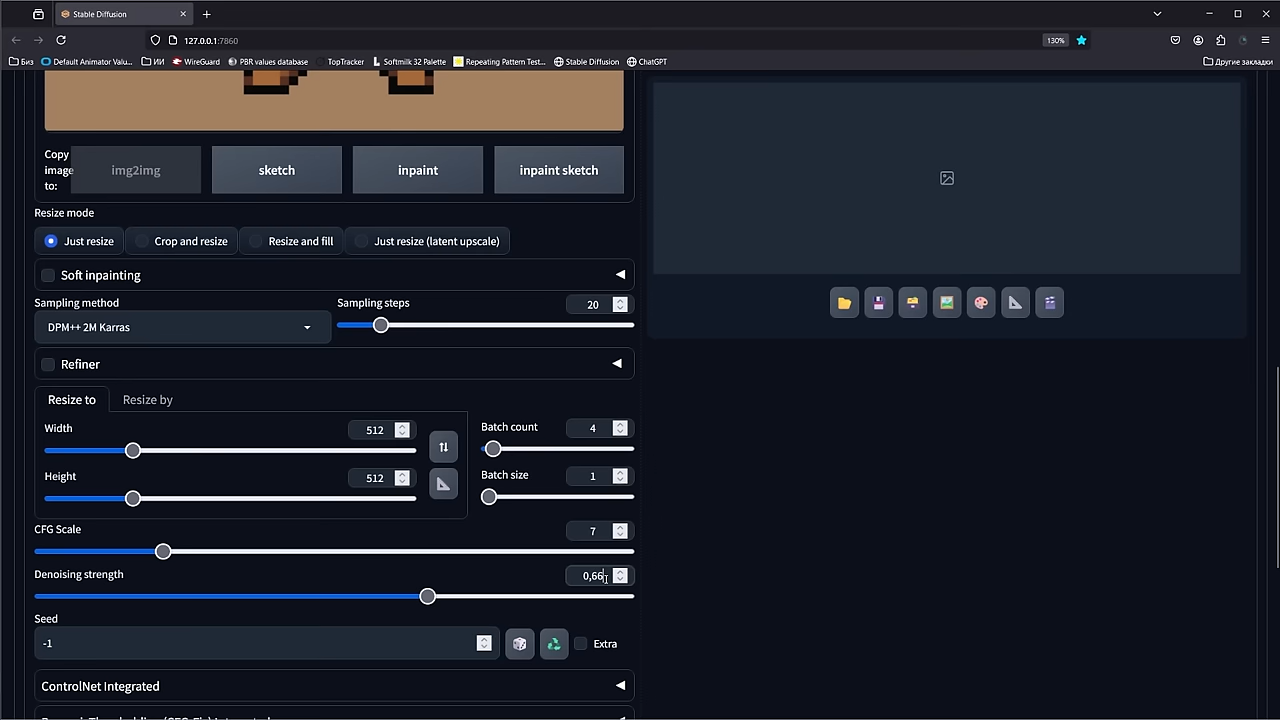 Stable Diffusion
127.0.0.1:7860
130%
Биз
Default Animator Valu...
ИИ
WireGuard
PBR values database
TopTracker
Softmilk 32 Palette
Repeating Pattern Test...
Stable Diffusion
ChatGPT
Другие закладки
Copy image to:
img2img
sketch
inpaint
inpaint sketch
Resize mode
Just resize
Crop and resize
Resize and fill
Just resize (latent upscale)
Soft inpainting
Sampling method
Sampling steps
20
DPM++ 2M Karras
Refiner
Resize to
Resize by
Width
512
Batch count
4
Height
512
Batch size
1
CFG Scale
7
Denoising strength
0,66
Seed
-1
Extra
ControlNet Integrated